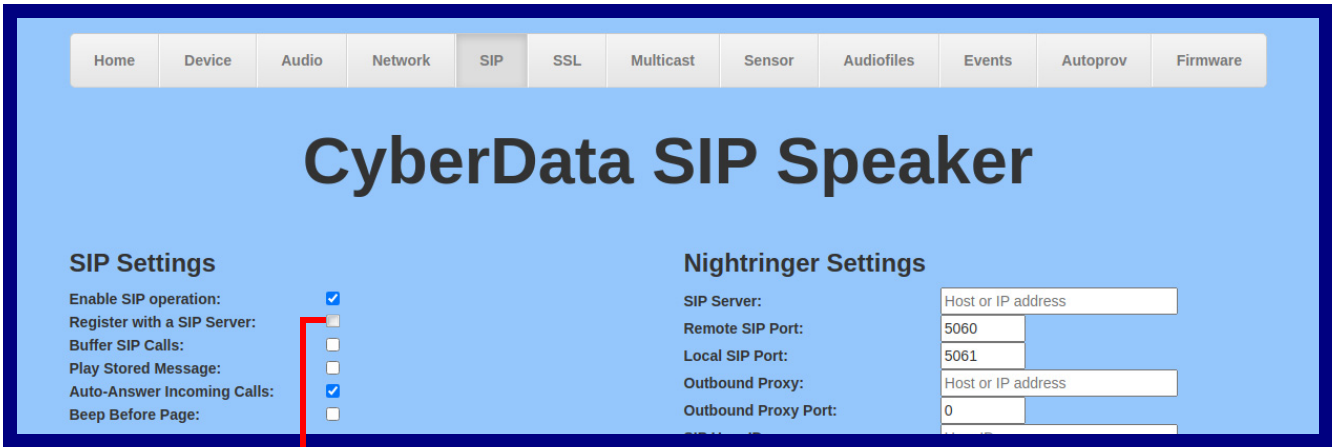 Home Device Audio Network SIP SSL Multicast Sensor Audiofiles Events Autoprov Firmware
CyberData SIP Speaker
SIP Settings
Enable SIP operation:
Register with a SIP Server:
Buffer SIP Calls:
Play Stored Message:
Auto-Answer Incoming Calls:
Beep Before Page:
Nightringer Settings
SIP Server: Host or IP address
Remote SIP Port: 5060
Local SIP Port: 5061
Outbound Proxy: Host or IP address
Outbound Proxy Port: 0